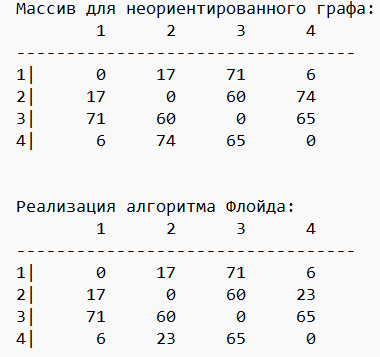 Массив для неориентированного графа:
1 2 3 4
----------------------------------
1| 0 17 71 6
2| 17 0 60 74
3| 71 60 0 65
4| 6 74 65 0
Реализация алгоритма Флойда:
1 2 3 4
----------------------------------
1| 0 17 71 6
2| 17 0 60 23
3| 71 60 0 65
4| 6 23 65 0